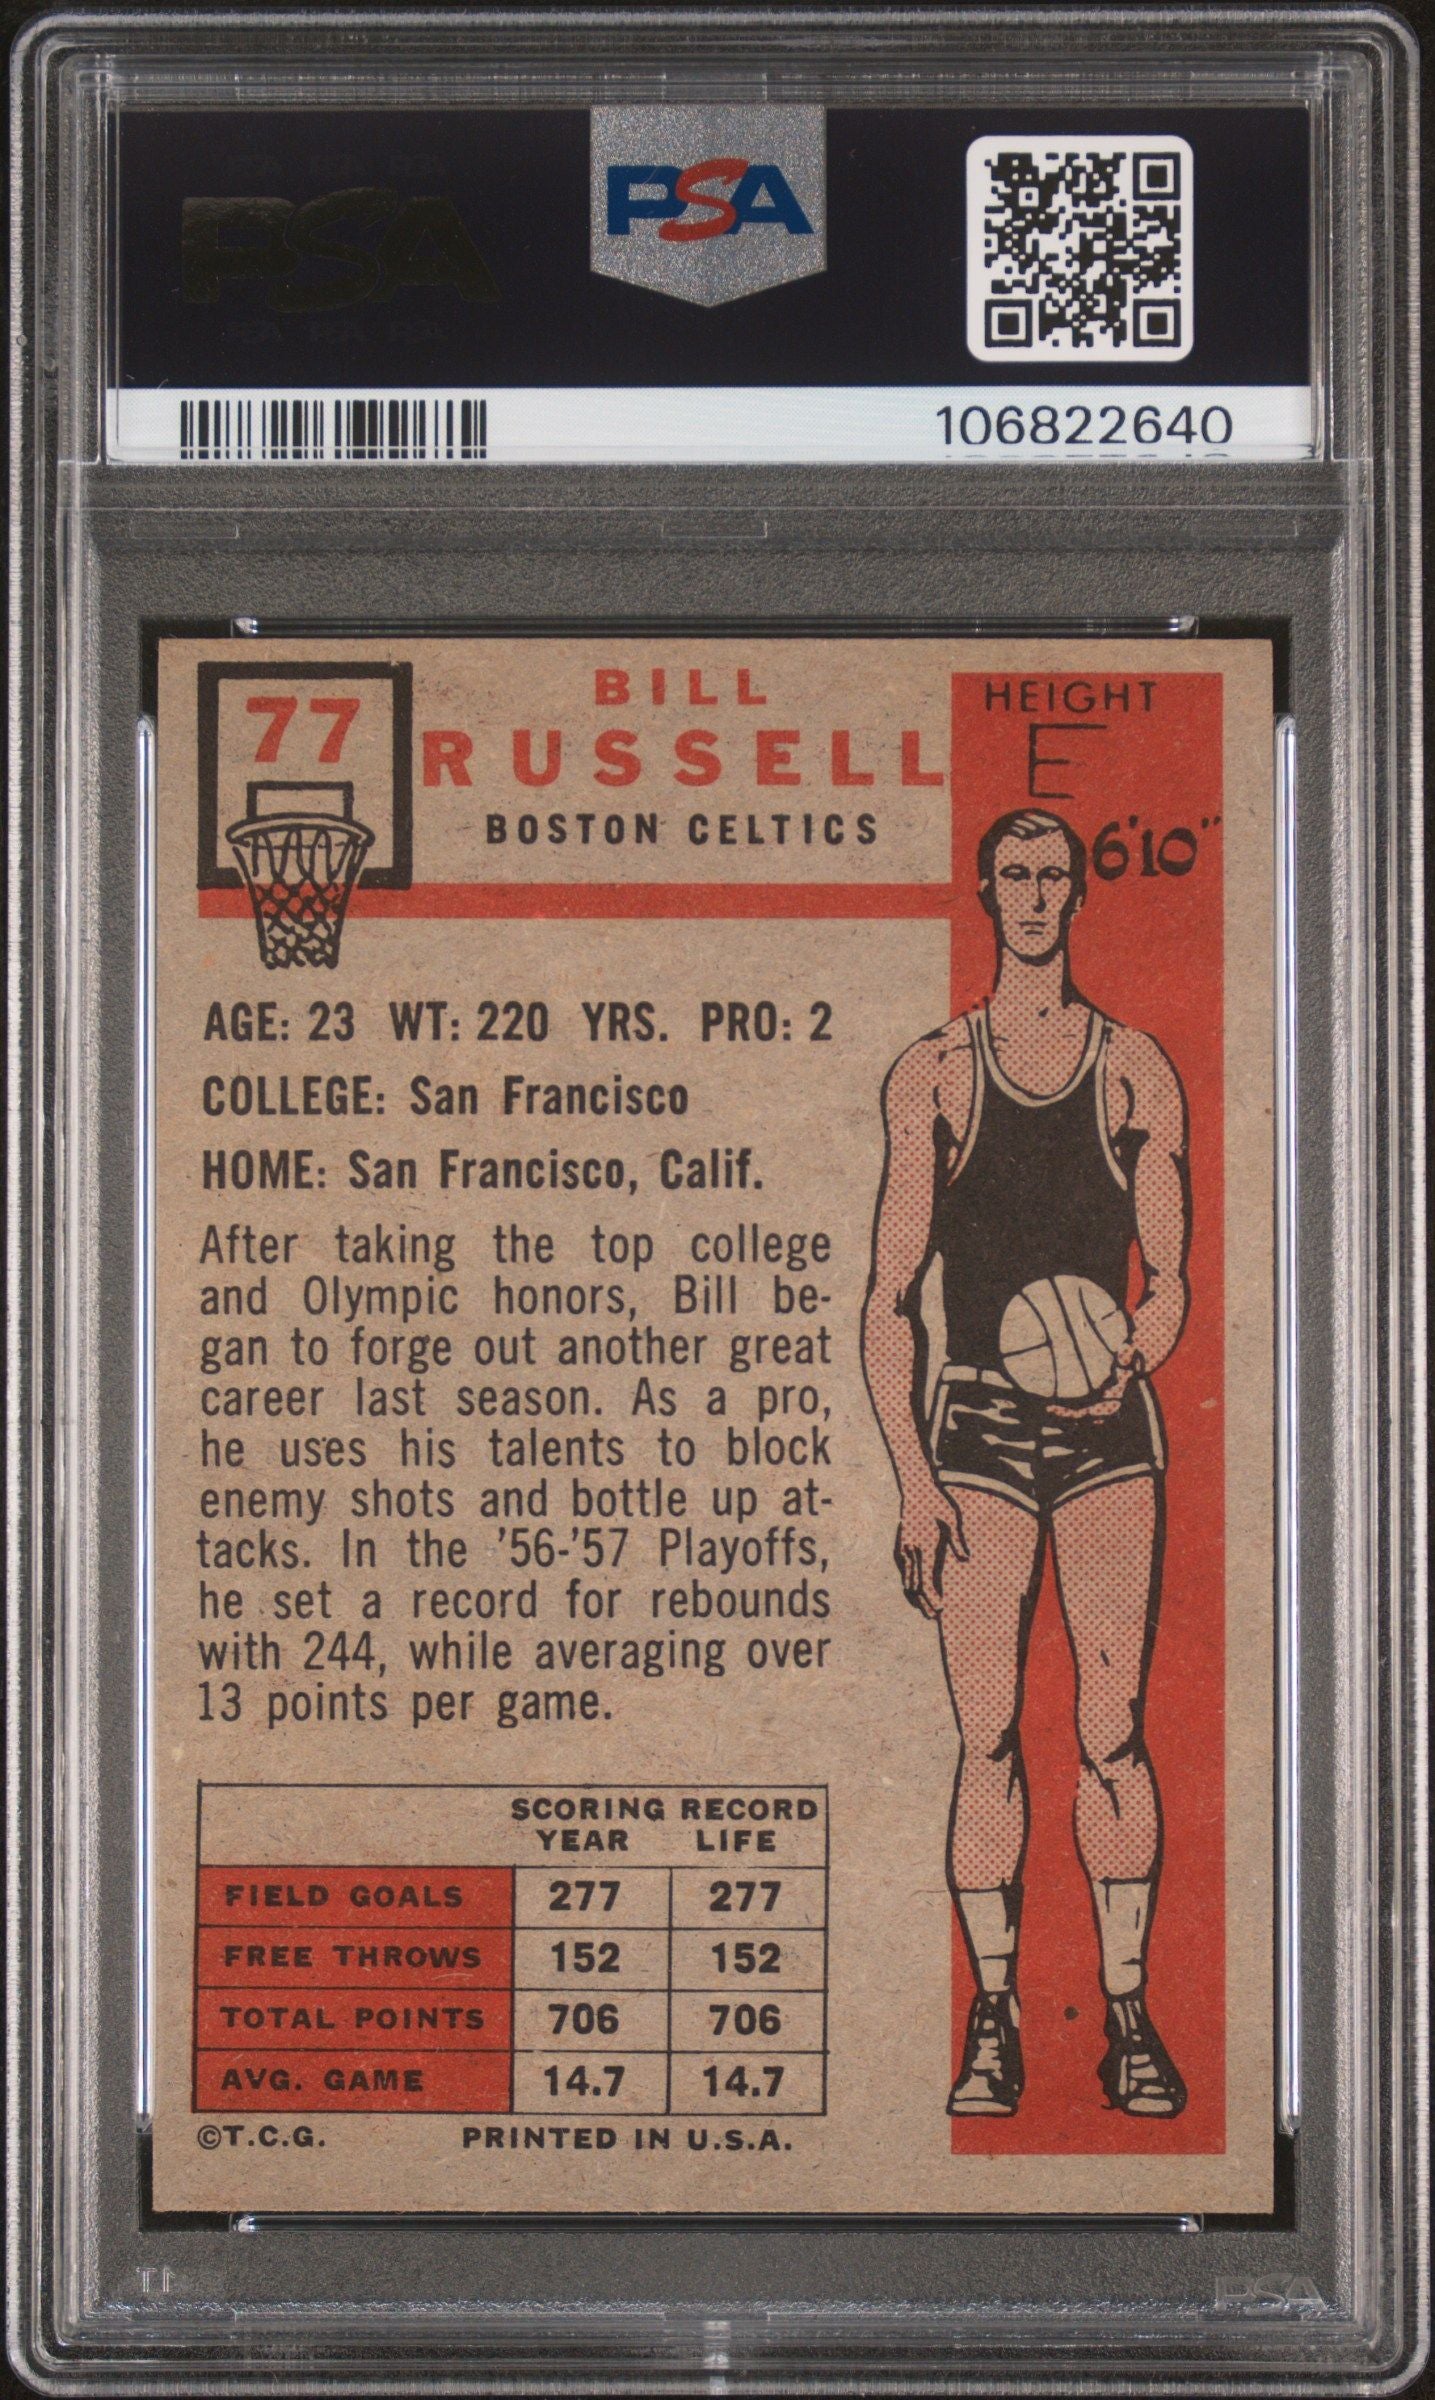 PSA
PSA
106822640
77
BILL
RUSSELL
BOSTON CELTICS
HEIGHT
E
6'10"
AGE: 23 WT: 220 YRS. PRO: 2
COLLEGE: San Francisco
HOME: San Francisco, Calif.
After taking the top college
and Olympic honors, Bill be-
gan to forge out another great
career last season. As a pro,
he uses his talents to block
enemy shots and bottle up at-
tacks. In the '56-'57 Playoffs,
he set a record for rebounds
with 244, while averaging over
13 points per game.
SCORING RECORD
YEAR LIFE
FIELD GOALS 277 277
FREE THROWS 152 152
TOTAL POINTS 706 706
AVG. GAME 14.7 14.7
©T.C.G. PRINTED IN U.S.A.
PSA